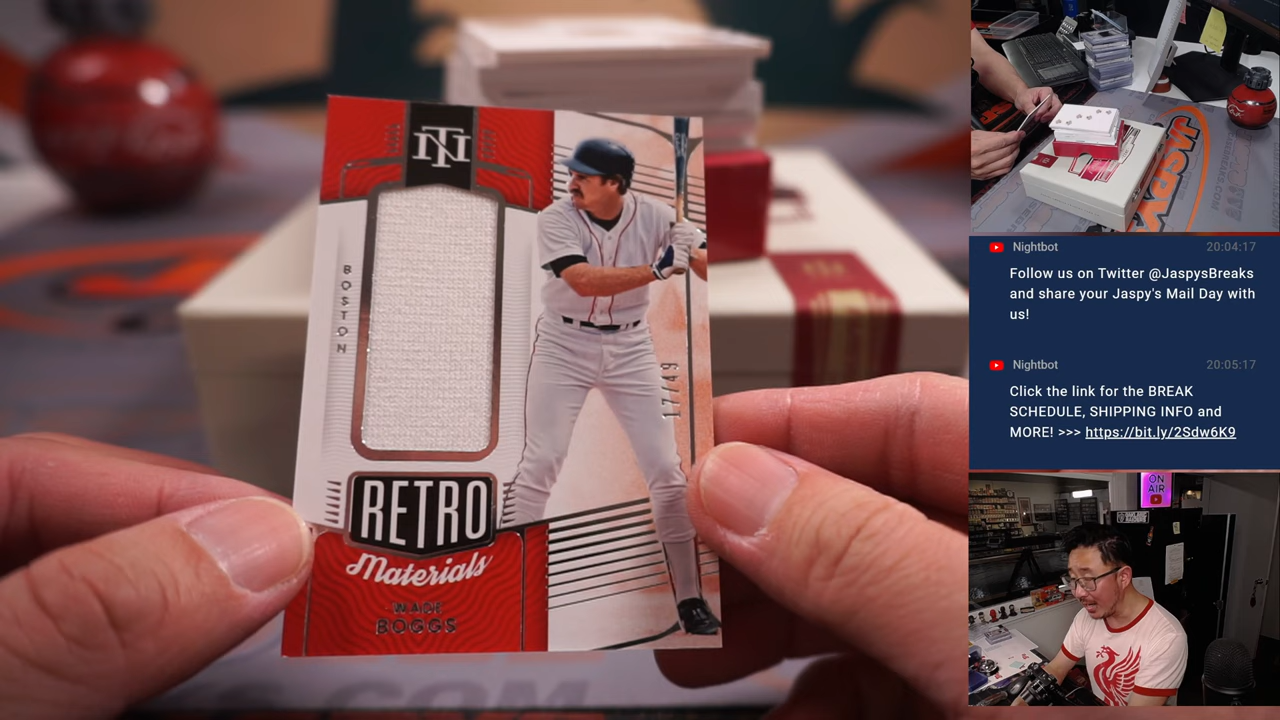 NT
BOSTON
17/49
RETRO
Materials
WADE
BOGGS
JASPY'S
Nightbot 20:04:17
Follow us on Twitter @JaspysBreaks
and share your Jaspy's Mail Day with
us!
Nightbot 20:05:17
Click the link for the BREAK
SCHEDULE, SHIPPING INFO and
MORE! >>> https://bit.ly/2Sdw6K9
ON
AIR